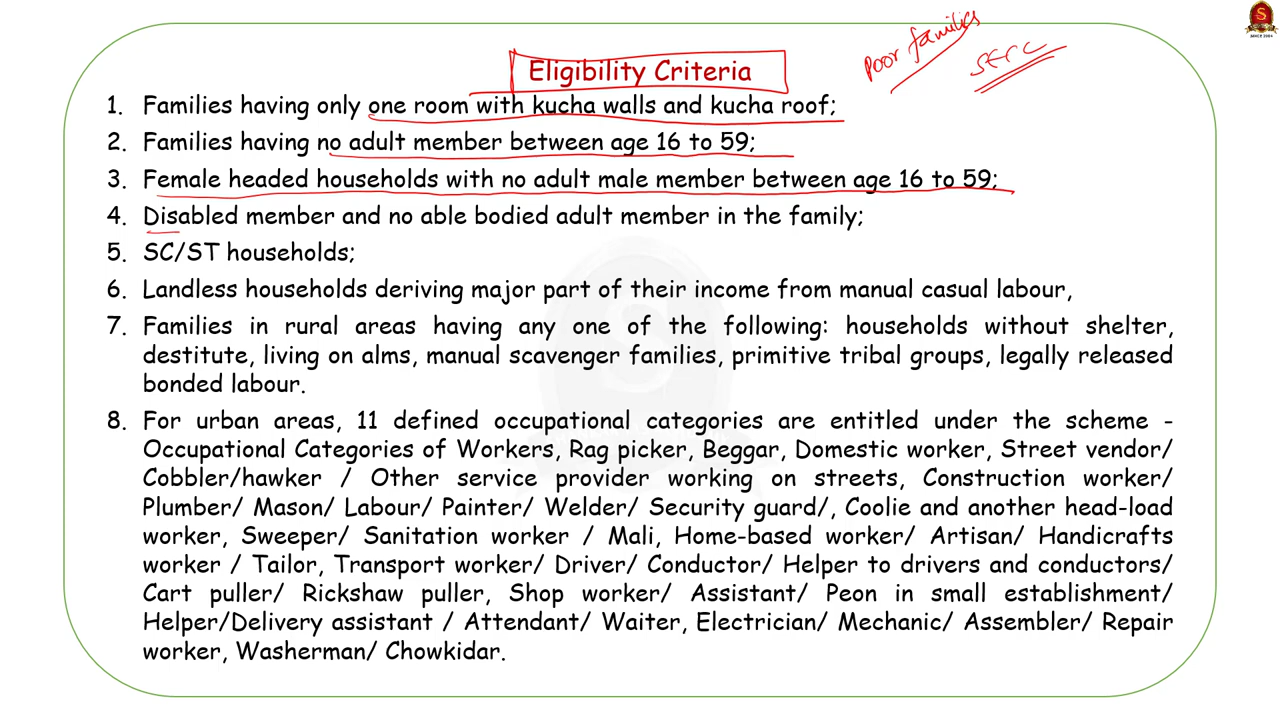 Poor families
SECC
S
SINCE 2004
Eligibility Criteria
1. Families having only one room with kucha walls and kucha roof;
2. Families having no adult member between age 16 to 59;
3. Female headed households with no adult male member between age 16 to 59;
4. Disabled member and no able bodied adult member in the family;
5. SC/ST households;
6. Landless households deriving major part of their income from manual casual labour,
7. Families in rural areas having any one of the following: households without shelter,
destitute, living on alms, manual scavenger families, primitive tribal groups, legally released
bonded labour.
8. For urban areas, 11 defined occupational categories are entitled under the scheme -
Occupational Categories of Workers, Rag picker, Beggar, Domestic worker, Street vendor/
Cobbler/hawker / Other service provider working on streets, Construction worker/
Plumber/ Mason/ Labour/ Painter/ Welder/ Security guard/, Coolie and another head-load
worker, Sweeper/ Sanitation worker / Mali, Home-based worker/ Artisan/ Handicrafts
worker / Tailor, Transport worker/ Driver/ Conductor/ Helper to drivers and conductors/
Cart puller/ Rickshaw puller, Shop worker/ Assistant/ Peon in small establishment/
Helper/Delivery assistant / Attendant/ Waiter, Electrician/ Mechanic/ Assembler/ Repair
worker, Washerman/ Chowkidar.